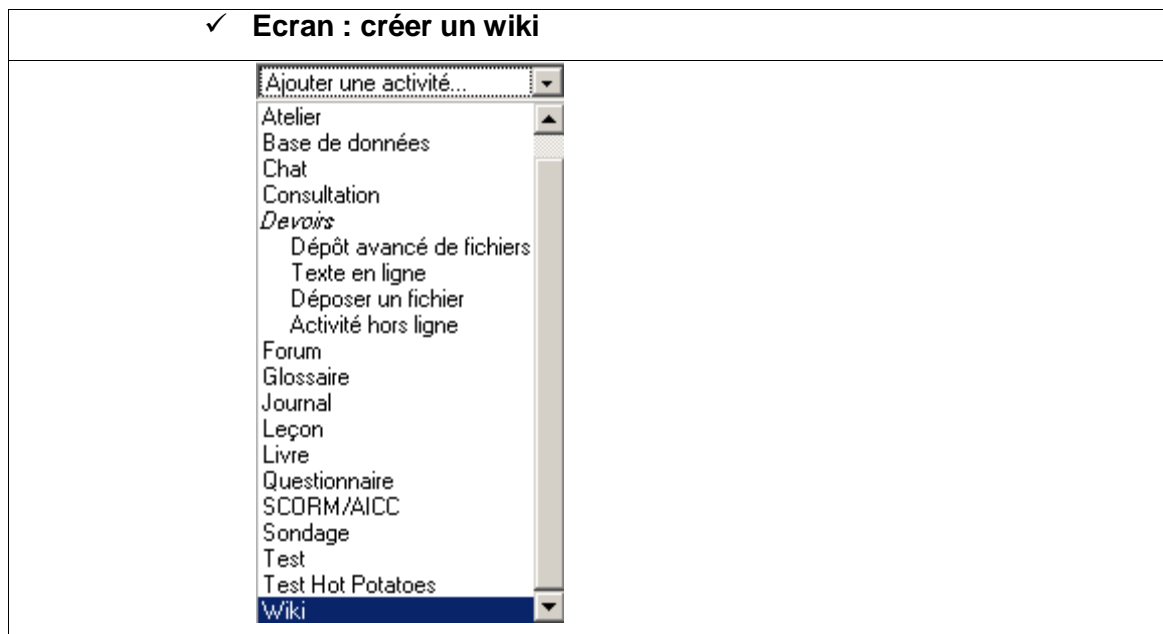 ✓ Ecran : créer un wiki
Ajouter une activité...
Atelier
Base de données
Chat
Consultation
Devoirs
Dépôt avancé de fichiers
Texte en ligne
Déposer un fichier
Activité hors ligne
Forum
Glossaire
Journal
Leçon
Livre
Questionnaire
SCORM/AICC
Sondage
Test
Test Hot Potatoes
Wiki